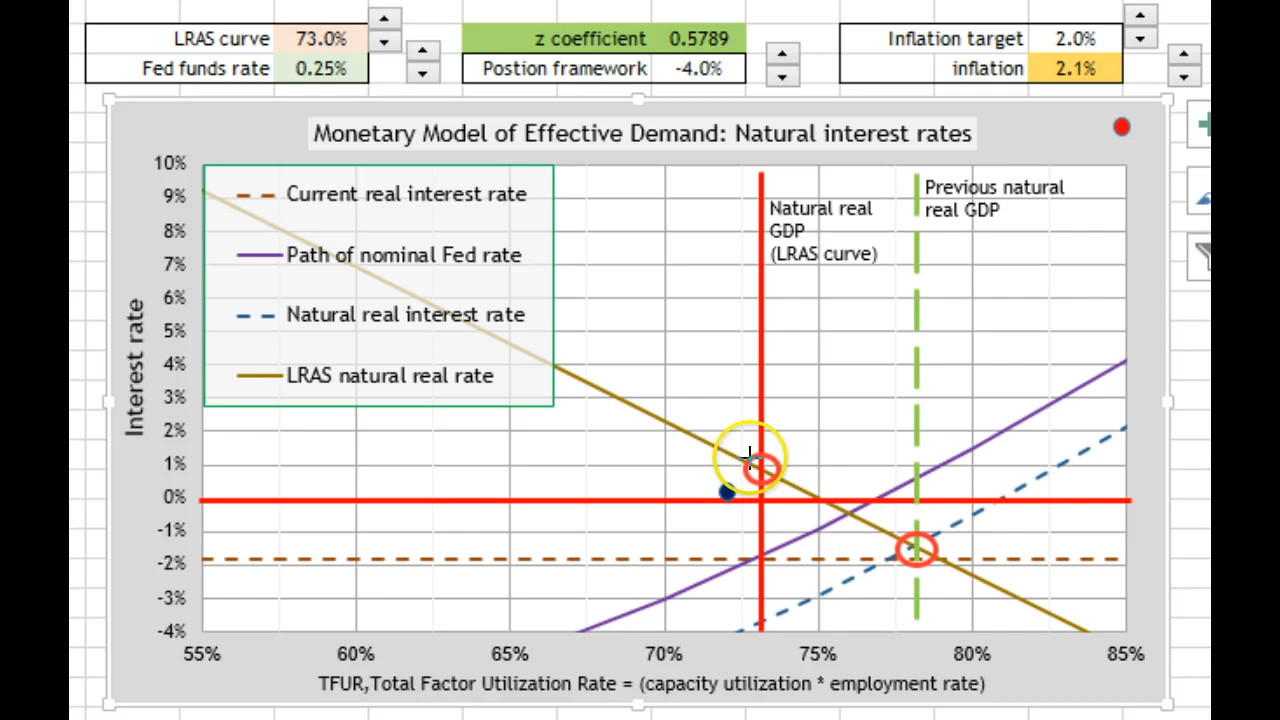 LRAS curve 73.0%
Fed funds rate 0.25%
z coefficient 0.5789
Postion framework -4.0%
Inflation target 2.0%
inflation 2.1%
Monetary Model of Effective Demand: Natural interest rates
10%
9%
8%
7%
6%
5%
4%
3%
2%
1%
0%
-1%
-2%
-3%
-4%
Interest rate
Current real interest rate
Path of nominal Fed rate
Natural real interest rate
LRAS natural real rate
Natural real
GDP
(LRAS curve)
Previous natural
real GDP
55%
60%
65%
70%
75%
80%
85%
TFUR,Total Factor Utilization Rate = (capacity utilization * employment rate)